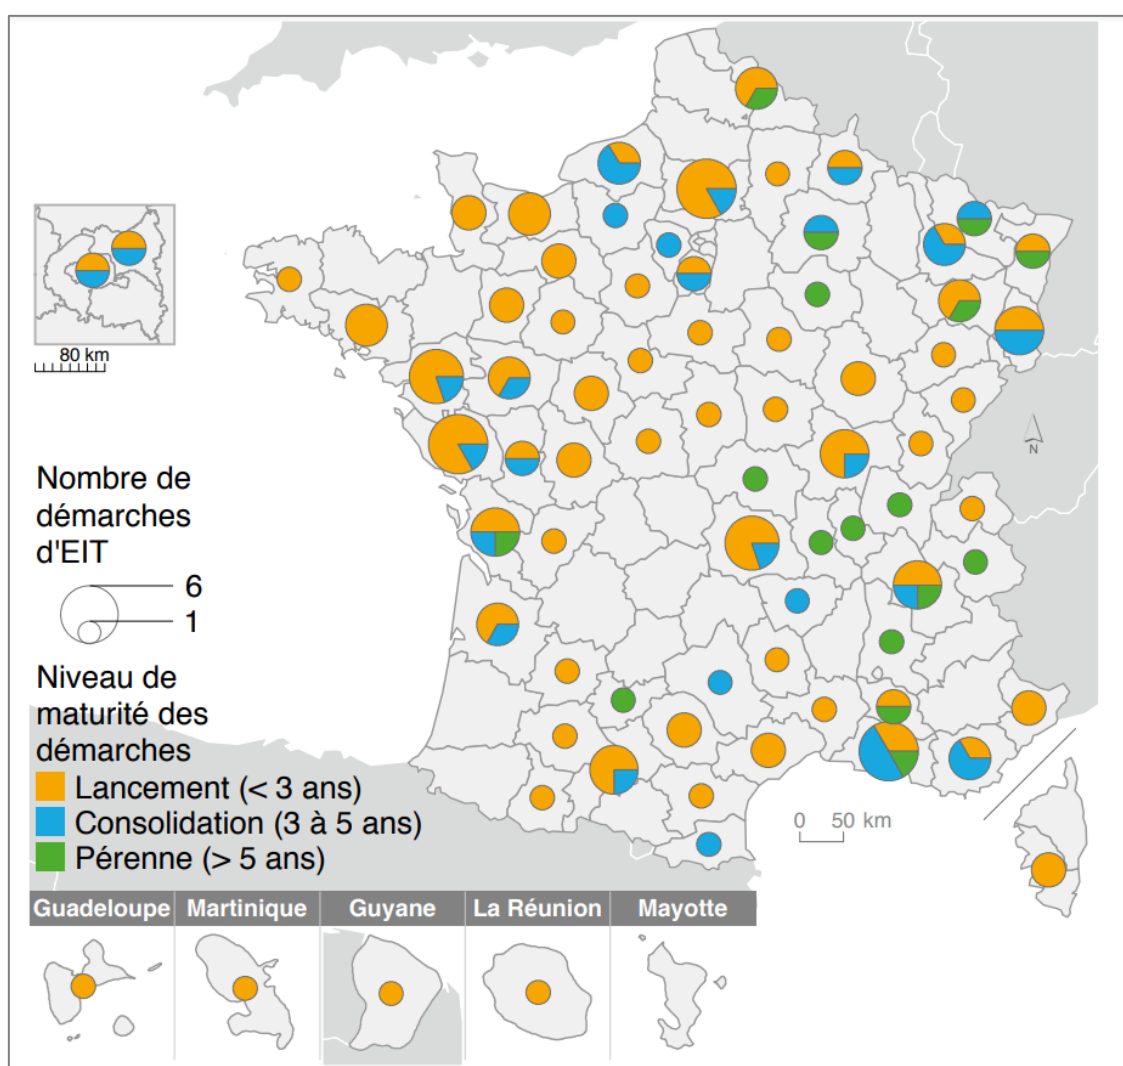 80 km
N
Nombre de
démarches
d'EIT
6
1
Niveau de
maturité des
démarches
Lancement (< 3 ans)
Consolidation (3 à 5 ans)
Pérenne (> 5 ans)
0 50 km
Guadeloupe Martinique Guyane La Réunion Mayotte